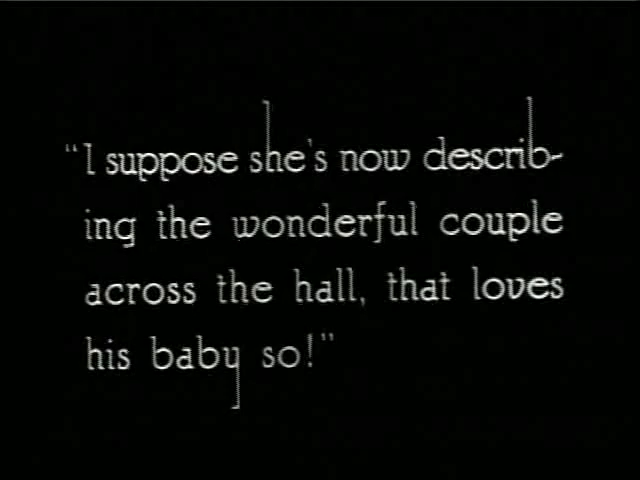 “I suppose she's now describ-
ing the wonderful couple
across the hall, that loves
his baby so!”